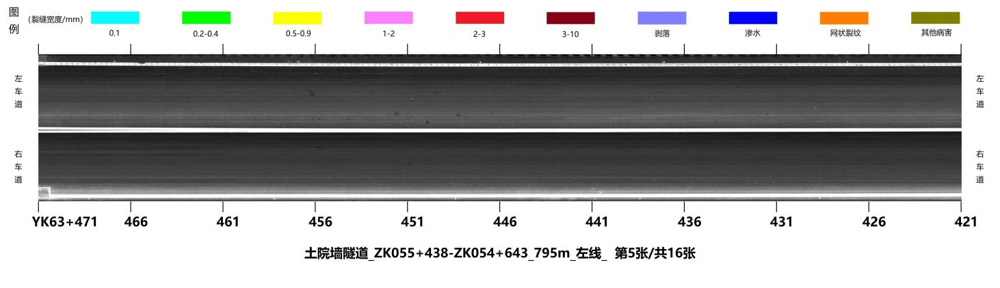 图例
(裂缝宽度/mm)
0.1
0.2-0.4
0.5-0.9
1-2
2-3
3-10
剥落
渗水
网状裂纹
其他病害
左车道
左车道
右车道
右车道
YK63+471 466 461 456 451 446 441 436 431 426 421
土院墙隧道_ZK055+438-ZK054+643_795m_左线_ 第5张/共16张